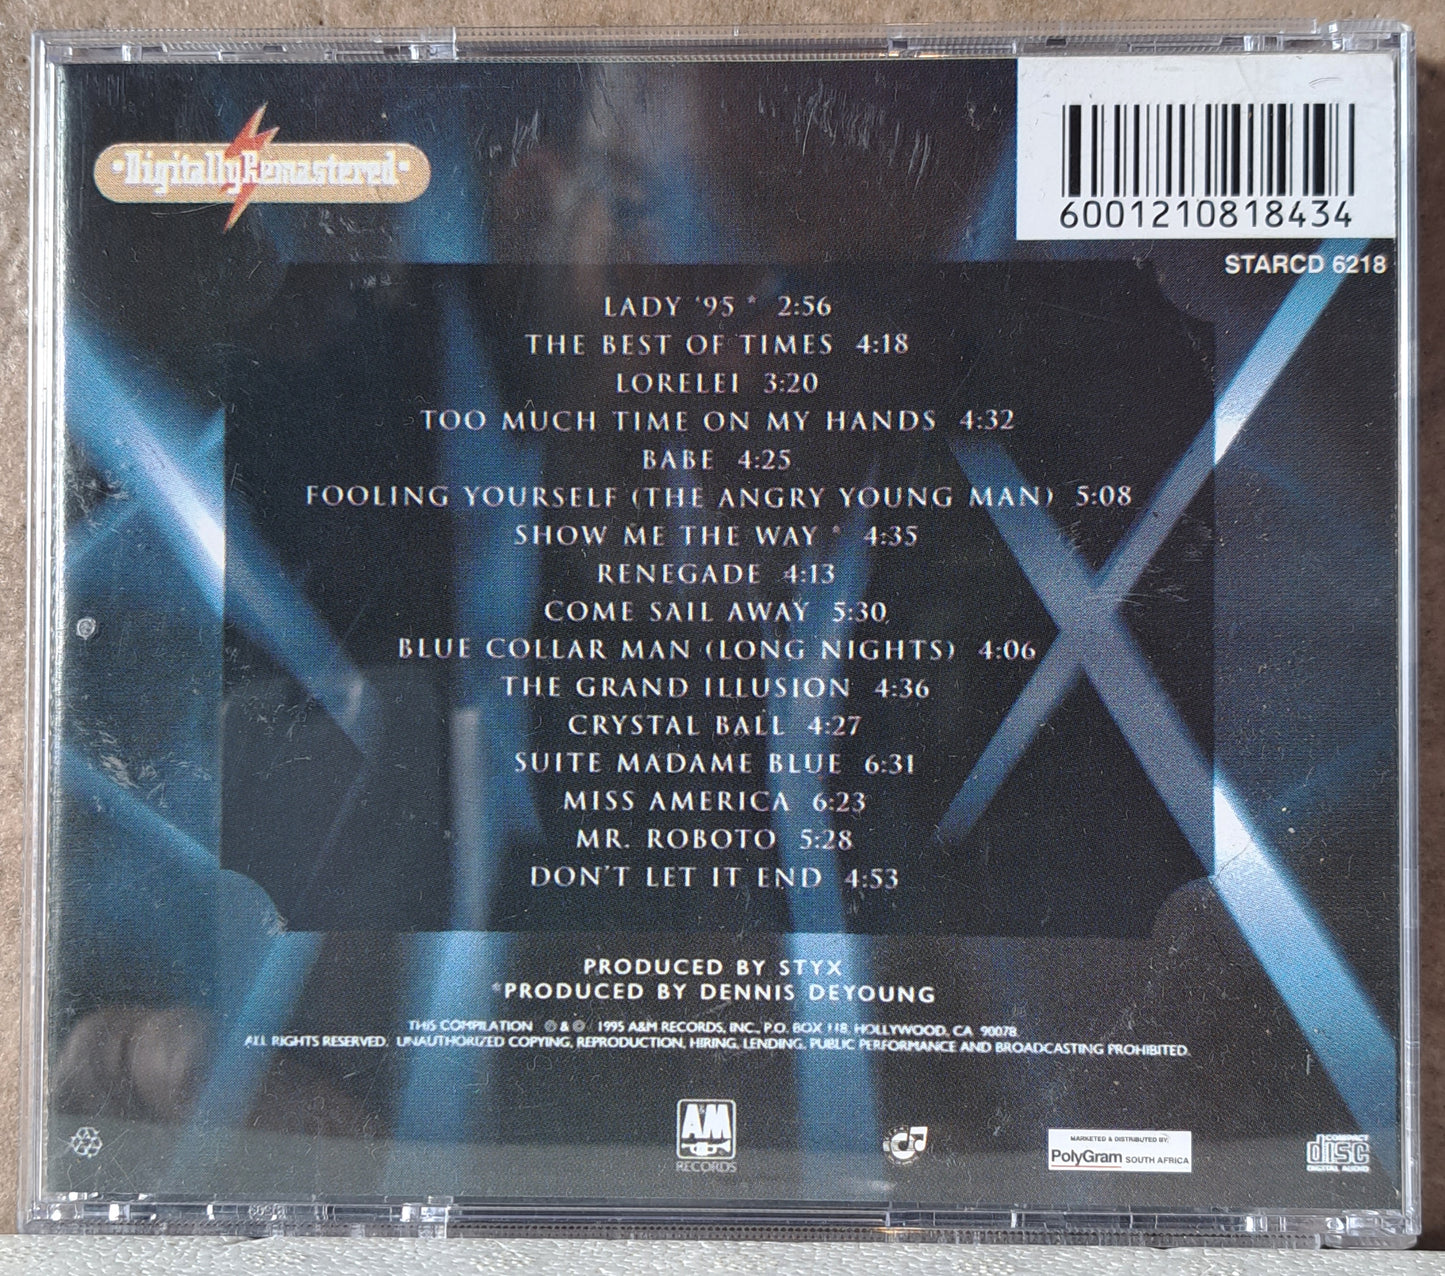 •Digitally Remastered•
6001210818434
STARCD 6218
LADY '95 * 2:56
THE BEST OF TIMES 4:18
LORELEI 3:20
TOO MUCH TIME ON MY HANDS 4:32
BABE 4:25
FOOLING YOURSELF (THE ANGRY YOUNG MAN) 5:08
SHOW ME THE WAY * 4:35
RENEGADE 4:13
COME SAIL AWAY 5:30
BLUE COLLAR MAN (LONG NIGHTS) 4:06
THE GRAND ILLUSION 4:36
CRYSTAL BALL 4:27
SUITE MADAME BLUE 6:31
MISS AMERICA 6:23
MR. ROBOTO 5:28
DON'T LET IT END 4:53
PRODUCED BY STYX
*PRODUCED BY DENNIS DEYOUNG
THIS COMPILATION ℗ & © 1995 A&M RECORDS, INC., P.O. BOX 118, HOLLYWOOD, CA 90078
ALL RIGHTS RESERVED. UNAUTHORIZED COPYING, REPRODUCTION, HIRING, LENDING, PUBLIC PERFORMANCE AND BROADCASTING PROHIBITED.
A&M
RECORDS
MARKETED & DISTRIBUTED BY:
PolyGram SOUTH AFRICA
COMPACT
disc
DIGITAL AUDIO